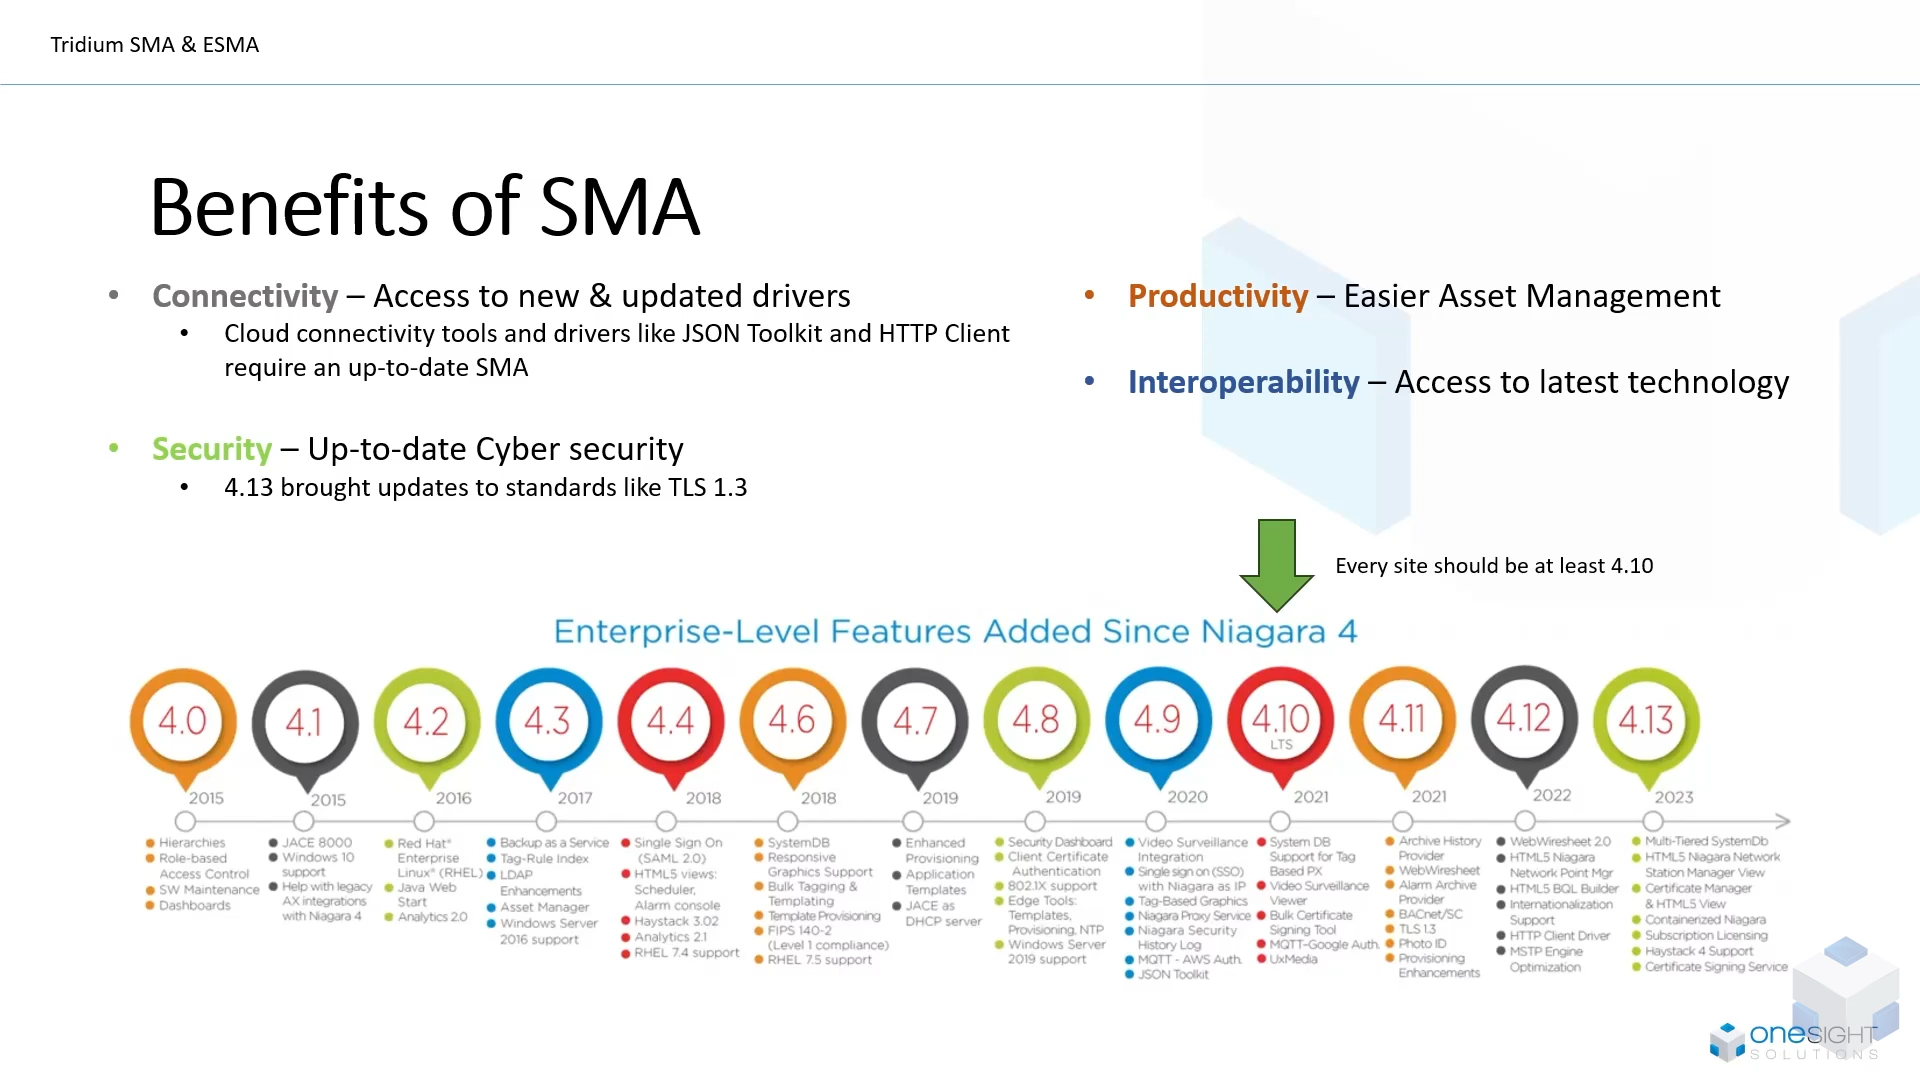 Tridium SMA & ESMA
Benefits of SMA
• Connectivity – Access to new & updated drivers
• Cloud connectivity tools and drivers like JSON Toolkit and HTTP Client
require an up-to-date SMA
• Security – Up-to-date Cyber security
• 4.13 brought updates to standards like TLS 1.3
• Productivity – Easier Asset Management
• Interoperability – Access to latest technology
Every site should be at least 4.10
Enterprise-Level Features Added Since Niagara 4
4.0
2015
Hierarchies
Role-based
Access Control
SW Maintenance
Dashboards
4.1
2015
JACE 8000
Windows 10
support
Help with legacy
AX integrations
with Niagara 4
4.2
2016
Red Hat®
Enterprise
Linux® (RHEL)
Java Web
Start
Analytics 2.0
4.3
2017
Backup as a Service
Tag-Rule Index
LDAP
Enhancements
Asset Manager
Windows Server
2016 support
4.4
2018
Single Sign On
(SAML 2.0)
HTML5 views:
Scheduler,
Alarm console
Haystack 3.02
Analytics 2.1
RHEL 7.4 support
4.6
2018
SystemDB
Responsive
Graphics Support
Bulk Tagging &
Templating
Template Provisioning
FIPS 140-2
(Level 1 compliance)
RHEL 7.5 support
4.7
2019
Enhanced
Provisioning
Application
Templates
JACE as
DHCP server
4.8
2019
Security Dashboard
Client Certificate
Authentication
802.1X support
Edge Tools:
Templates,
Provisioning, NTP
Windows Server
2019 support
4.9
2020
Video Surveillance
Integration
Single sign on (SSO)
with Niagara as IP
Tag-Based Graphics
Niagara Proxy Service
Niagara Security
History Log
MQTT - AWS Auth.
JSON Toolkit
4.10
LTS
2021
System DB
Support for Tag
Based PX
Video Surveillance
Viewer
Bulk Certificate
Signing Tool
MQTT-Google Auth.
UxMedia
4.11
2021
Archive History
Provider
WebWiresheet
Alarm Archive
Provider
BACnet/SC
TLS 1.3
Photo ID
Provisioning
Enhancements
4.12
2022
WebWiresheet 2.0
HTML5 Niagara
Network Point Mgr
HTML5 BQL Builder
Internationalization
Support
HTTP Client Driver
MSTP Engine
Optimization
4.13
2023
Multi-Tiered SystemDb
HTML5 Niagara Network
Station Manager View
Certificate Manager
& HTML5 View
Containerized Niagara
Subscription Licensing
Haystack 4 Support
Certificate Signing Service
oneSIGHT
SOLUTIONS